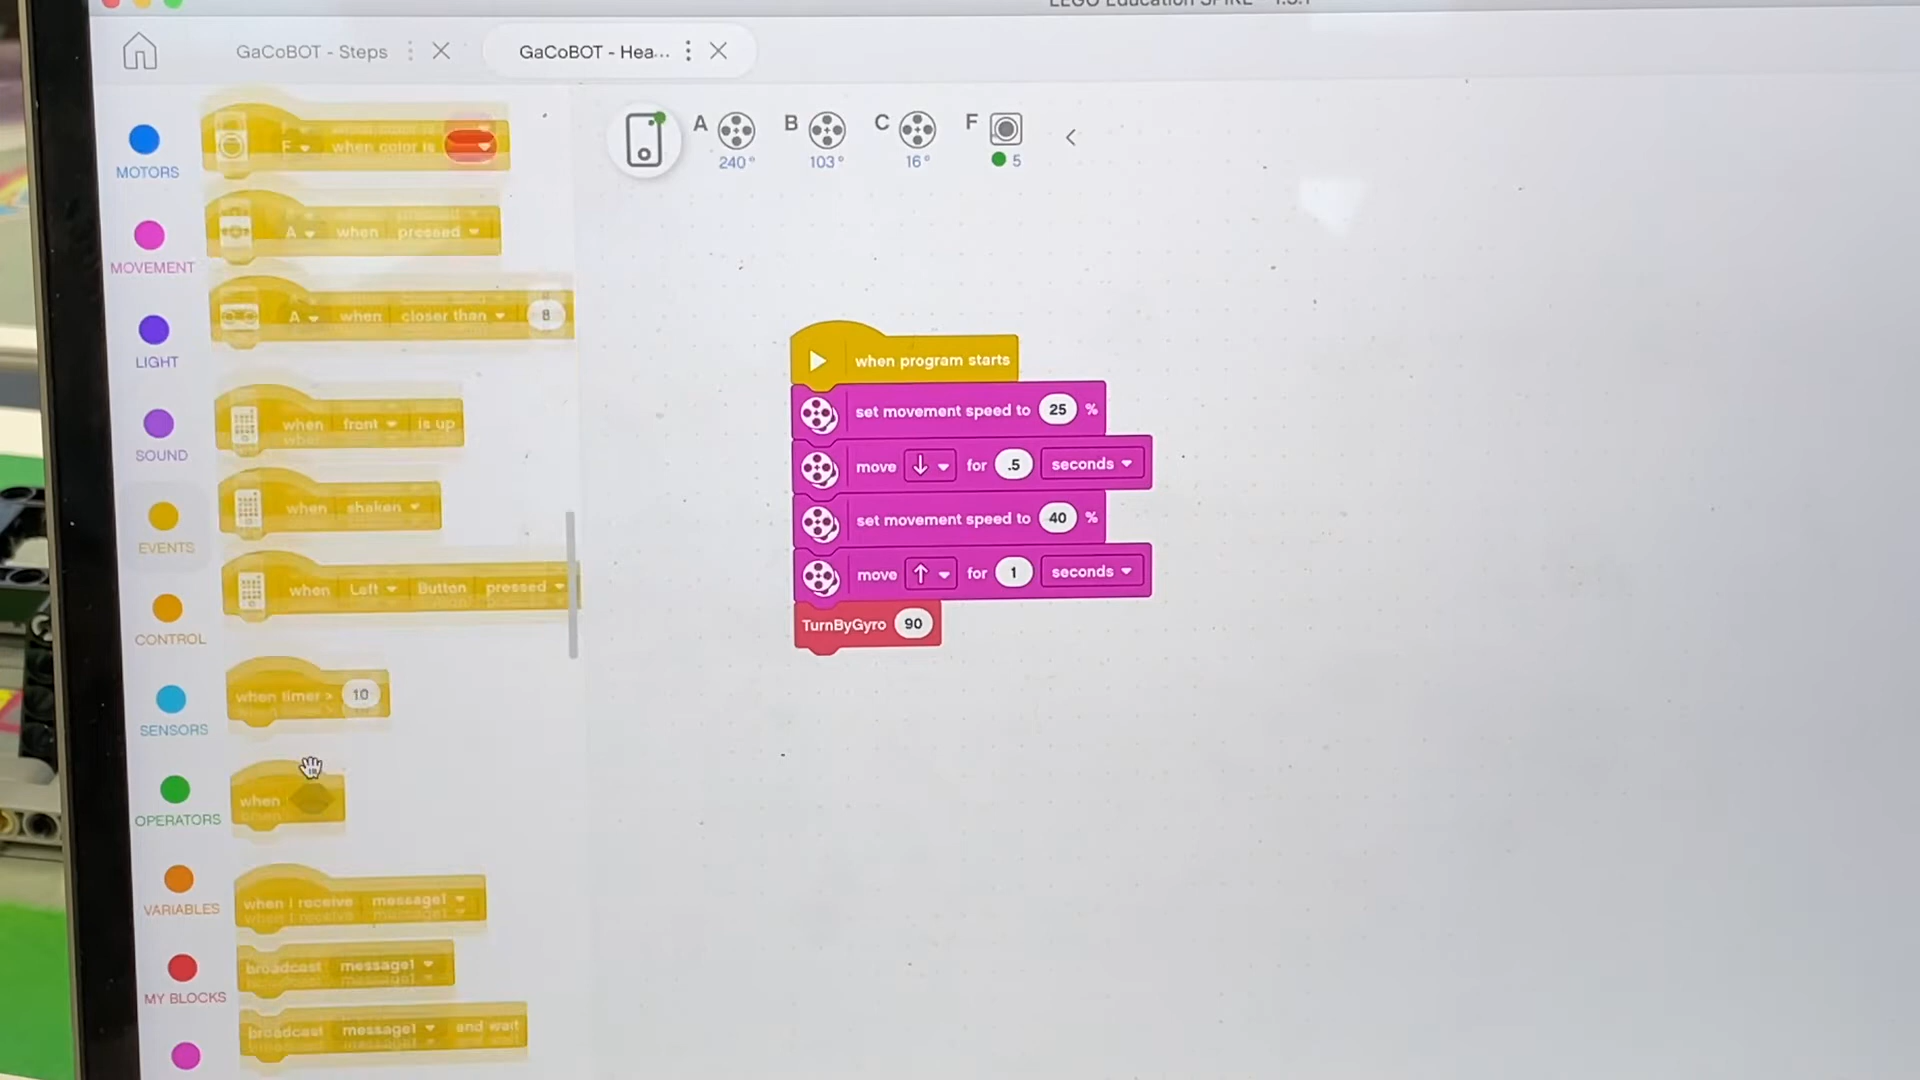 LEGO Education SPIKE - 1.3.1
GaCoBOT - Steps
GaCoBOT - Hea...
A
240°
B
103°
C
16°
F
5
MOTORS
MOVEMENT
LIGHT
SOUND
EVENTS
CONTROL
SENSORS
OPERATORS
VARIABLES
MY BLOCKS
F when color is
A when pressed
A when closer than 8
when front is up
when shaken
when Left Button pressed
when timer > 10
when
when I receive message1
broadcast message1
broadcast message1 and wait
when program starts
set movement speed to 25 %
move ↓ for .5 seconds
set movement speed to 40 %
move ↑ for 1 seconds
TurnByGyro 90